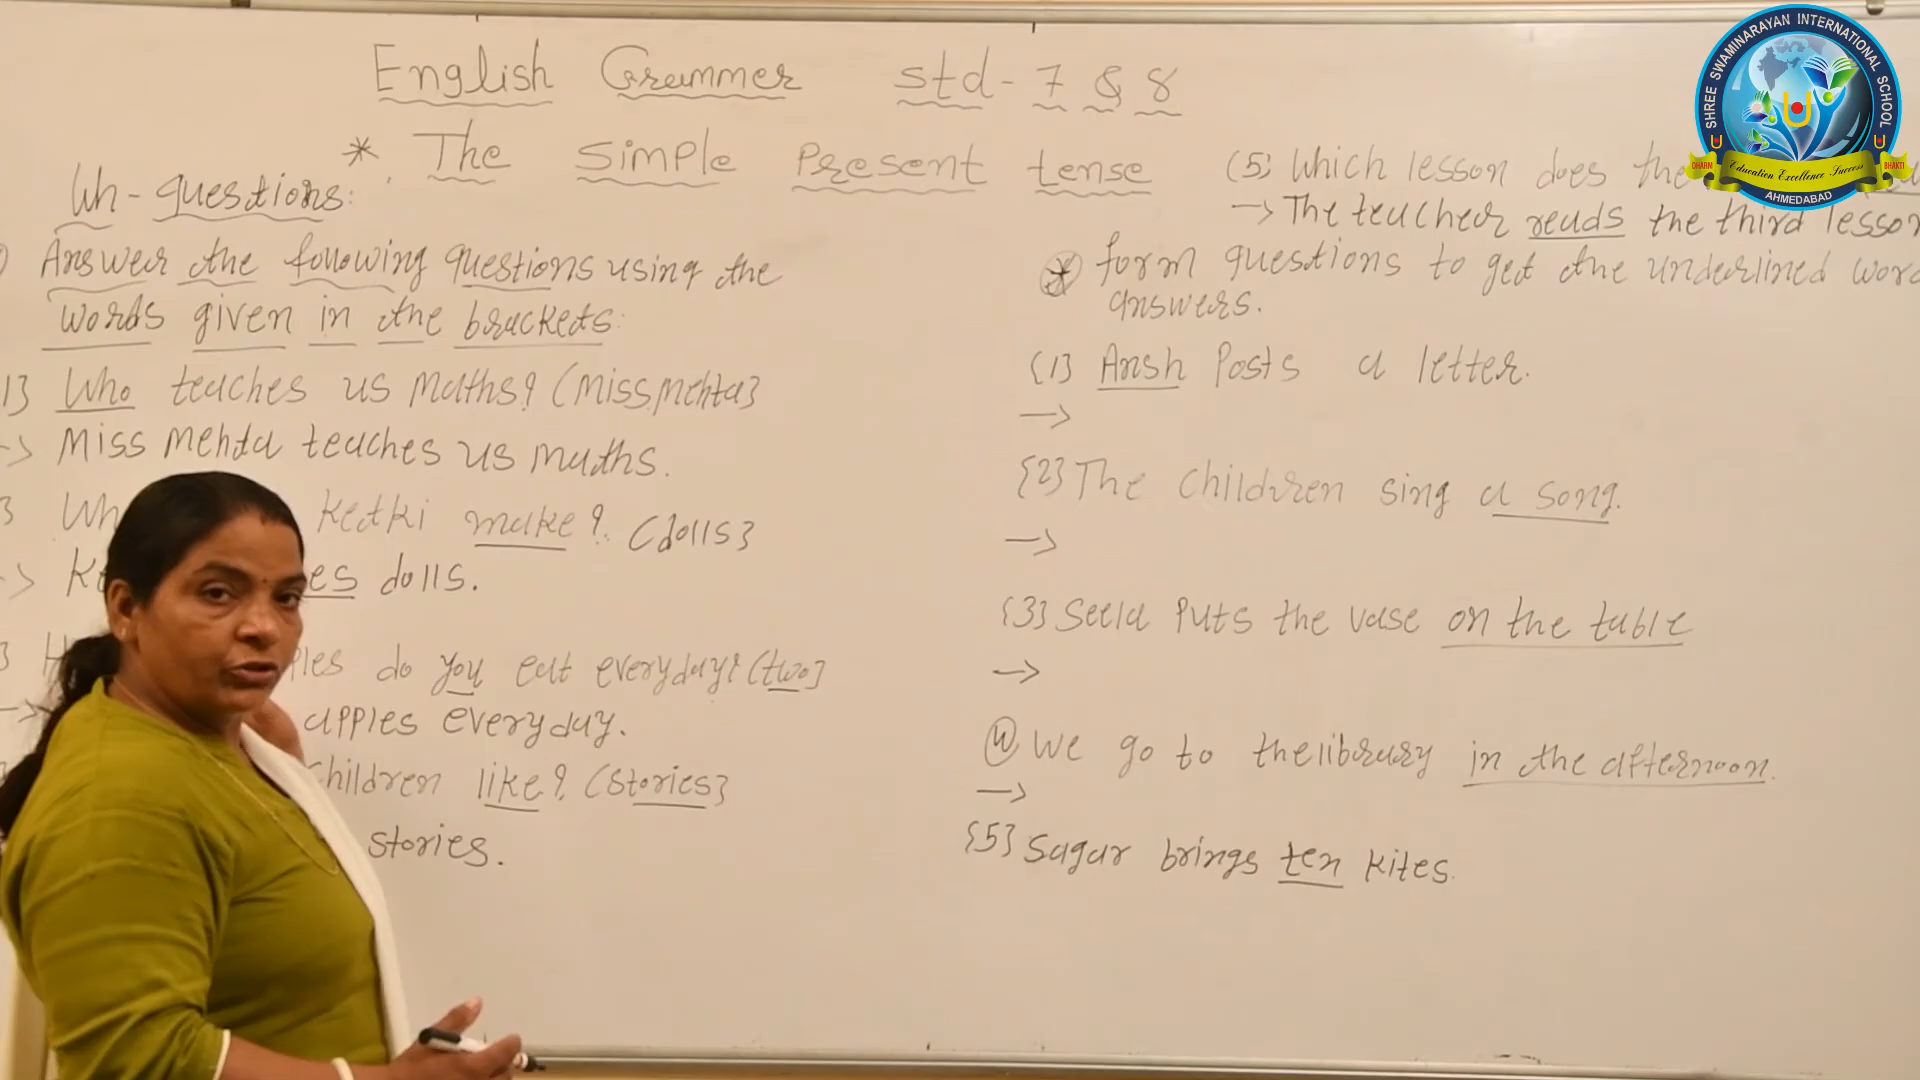 English Grammer std-7 & 8
* The Simple Present tense
Wh-questions:
Answer the following questions using the
words given in the brackets:
1} Who teaches us maths? (Miss Mehta}
→ Miss Mehta teaches us maths.
Ketki make? (dolls}
es dolls.
do you eat everyday? (two]
apples everyday.
children like? (stories}
stories.
(5) Which lesson does the
→ The teacher reads the third lesson
* form questions to get the underlined word
answers.
{1} Ansh Posts a letter.
→
{2} The children sing a song.
→
{3} Seeta puts the vase on the table
→
(4) We go to the library in the afternoon.
→
{5} Sagar brings ten kites.
SHREE SWAMINARAYAN INTERNATIONAL SCHOOL
DHARM Education Excellence Success BHAKTI
AHMEDABAD